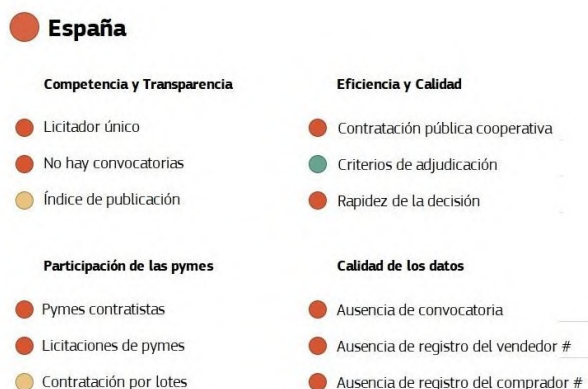 España
Competencia y Transparencia
Licitador único
No hay convocatorias
Índice de publicación
Eficiencia y Calidad
Contratación pública cooperativa
Criterios de adjudicación
Rapidez de la decisión
Participación de las pymes
Pymes contratistas
Licitaciones de pymes
Contratación por lotes
Calidad de los datos
Ausencia de convocatoria
Ausencia de registro del vendedor #
Ausencia de registro del comprador #